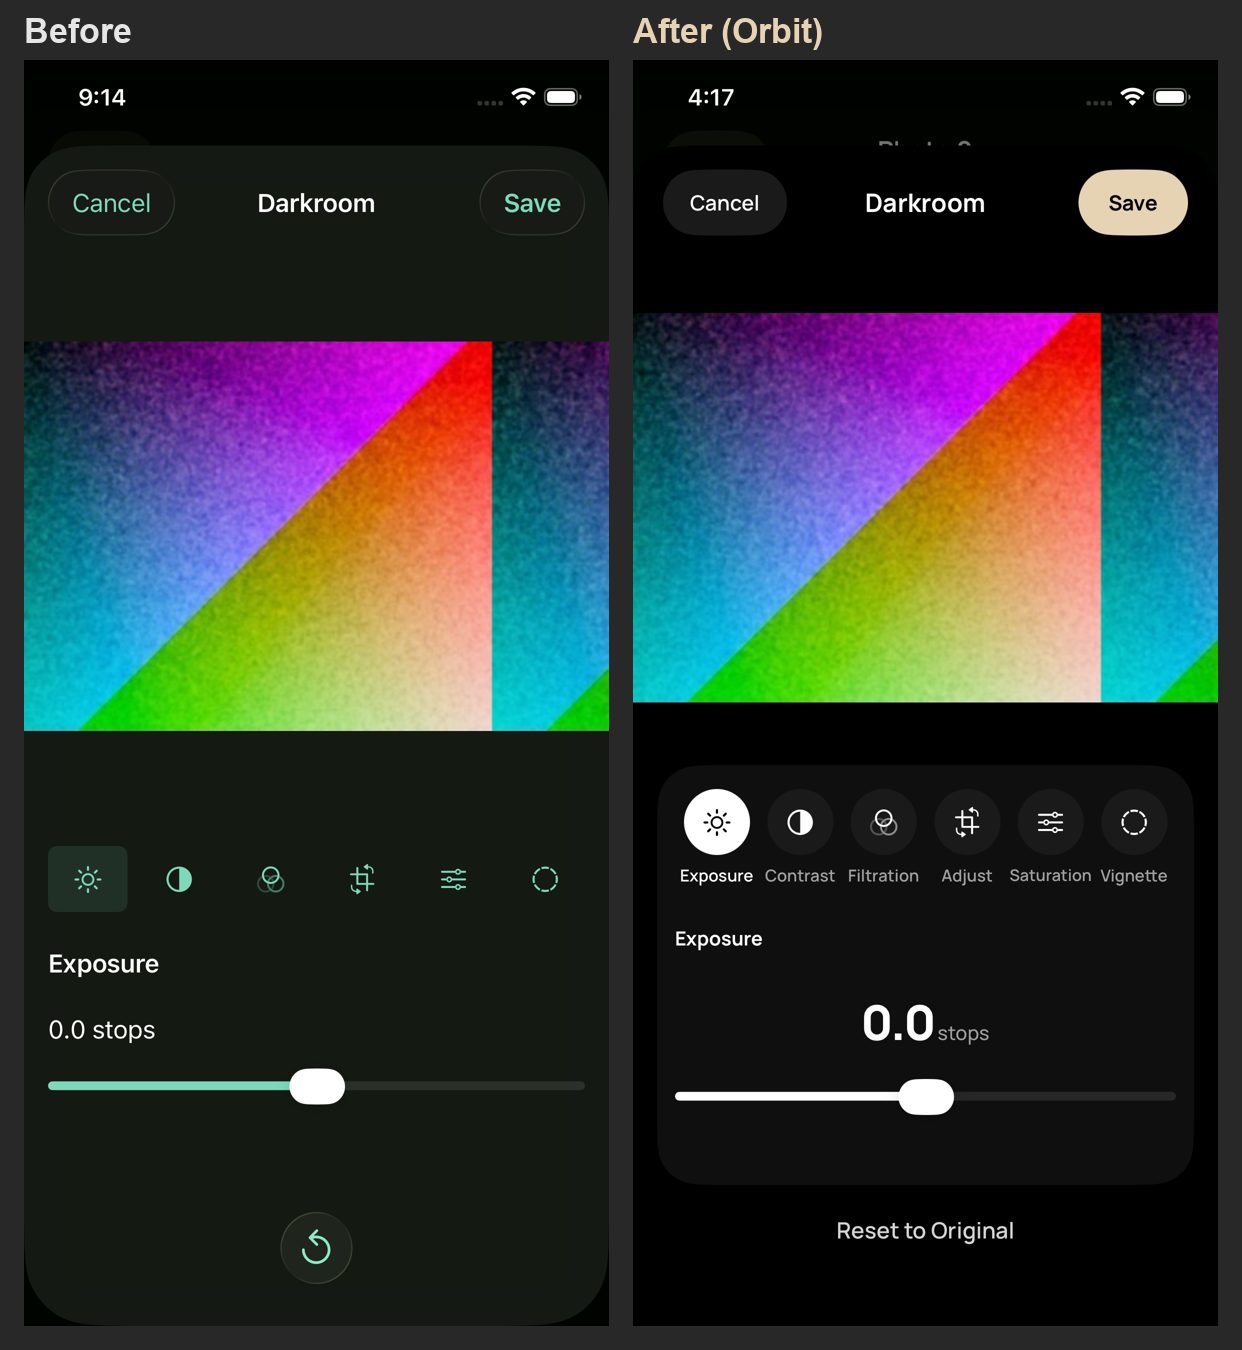 Before
After (Orbit)
9:14
Cancel
Darkroom
Save
Exposure
0.0 stops
4:17
Cancel
Darkroom
Save
Exposure
Contrast
Filtration
Adjust
Saturation
Vignette
Exposure
0.0 stops
Reset to Original